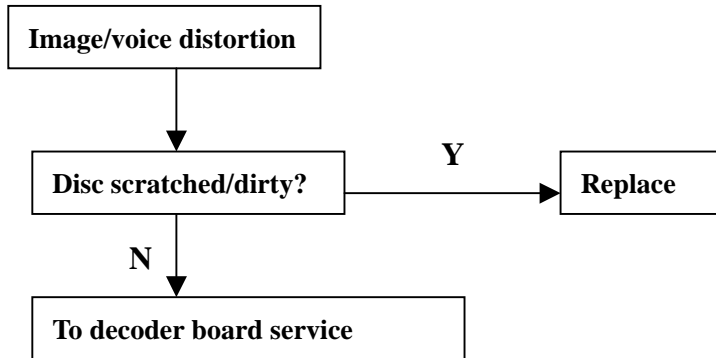 Image/voice distortion
Y
Disc scratched/dirty?
Replace
N
To decoder board service